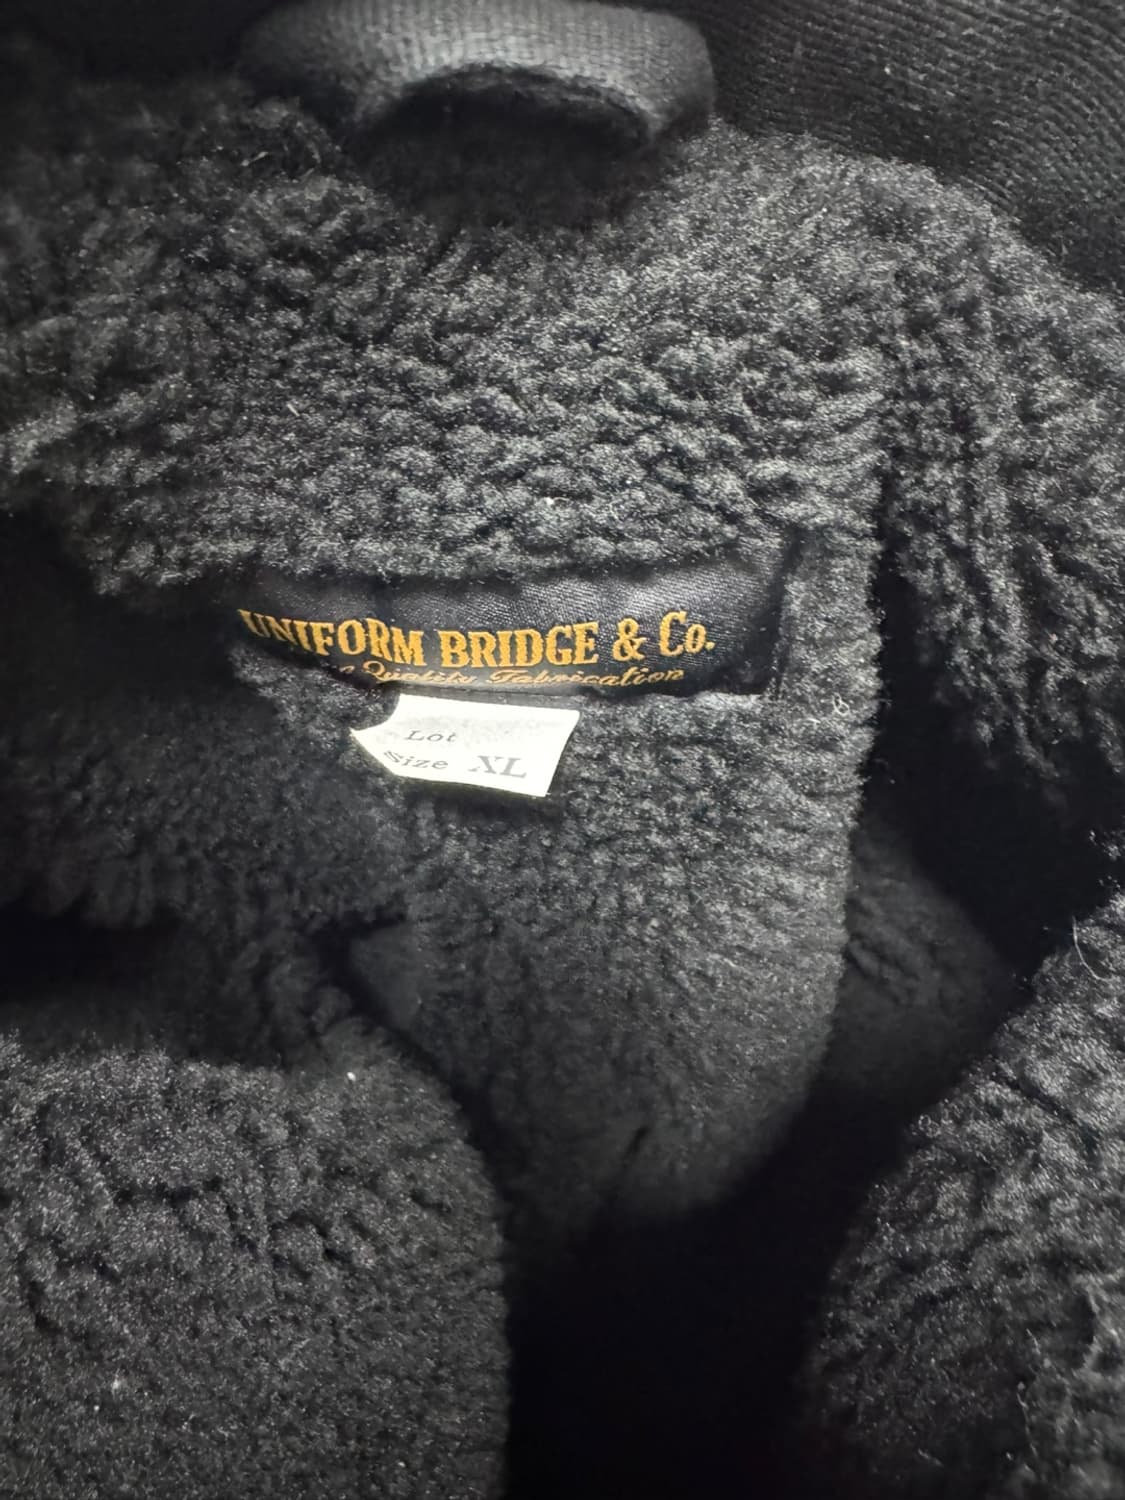 UNIFORM BRIDGE & Co.
Quality Fabrication
Lot
Size XL